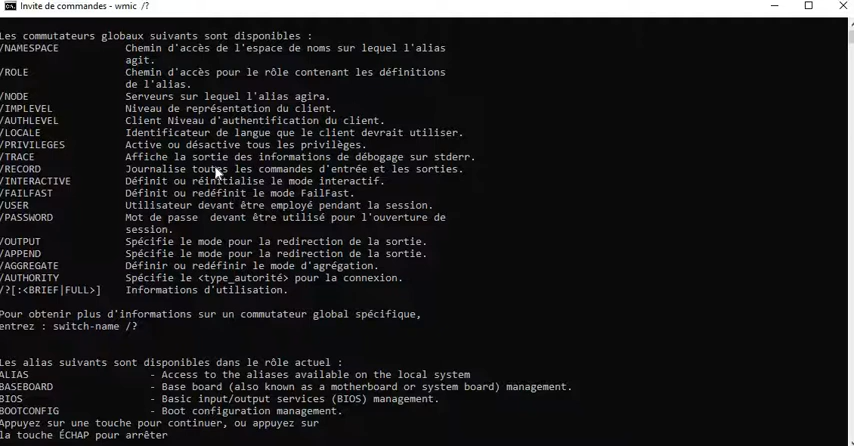 Invite de commandes - wmic /?
Les commutateurs globaux suivants sont disponibles :
/NAMESPACE Chemin d'accès de l'espace de noms sur lequel l'alias
agit.
/ROLE Chemin d'accès pour le rôle contenant les définitions
de l'alias.
/NODE Serveurs sur lequel l'alias agira.
/IMPLEVEL Niveau de représentation du client.
/AUTHLEVEL Client Niveau d'authentification du client.
/LOCALE Identificateur de langue que le client devrait utiliser.
/PRIVILEGES Active ou désactive tous les privilèges.
/TRACE Affiche la sortie des informations de débogage sur stderr.
/RECORD Journalise toutes les commandes d'entrée et les sorties.
/INTERACTIVE Définit ou réinitialise le mode interactif.
/FAILFAST Définit ou redéfinit le mode FailFast.
/USER Utilisateur devant être employé pendant la session.
/PASSWORD Mot de passe devant être utilisé pour l'ouverture de
session.
/OUTPUT Spécifie le mode pour la redirection de la sortie.
/APPEND Spécifie le mode pour la redirection de la sortie.
/AGGREGATE Définir ou redéfinir le mode d'agrégation.
/AUTHORITY Spécifie le <type_autorité> pour la connexion.
/?[:<BRIEF|FULL>] Informations d'utilisation.
Pour obtenir plus d'informations sur un commutateur global spécifique,
entrez : switch-name /?
Les alias suivants sont disponibles dans le rôle actuel :
ALIAS - Access to the aliases available on the local system
BASEBOARD - Base board (also known as a motherboard or system board) management.
BIOS - Basic input/output services (BIOS) management.
BOOTCONFIG - Boot configuration management.
Appuyez sur une touche pour continuer, ou appuyez sur
la touche ÉCHAP pour arrêter